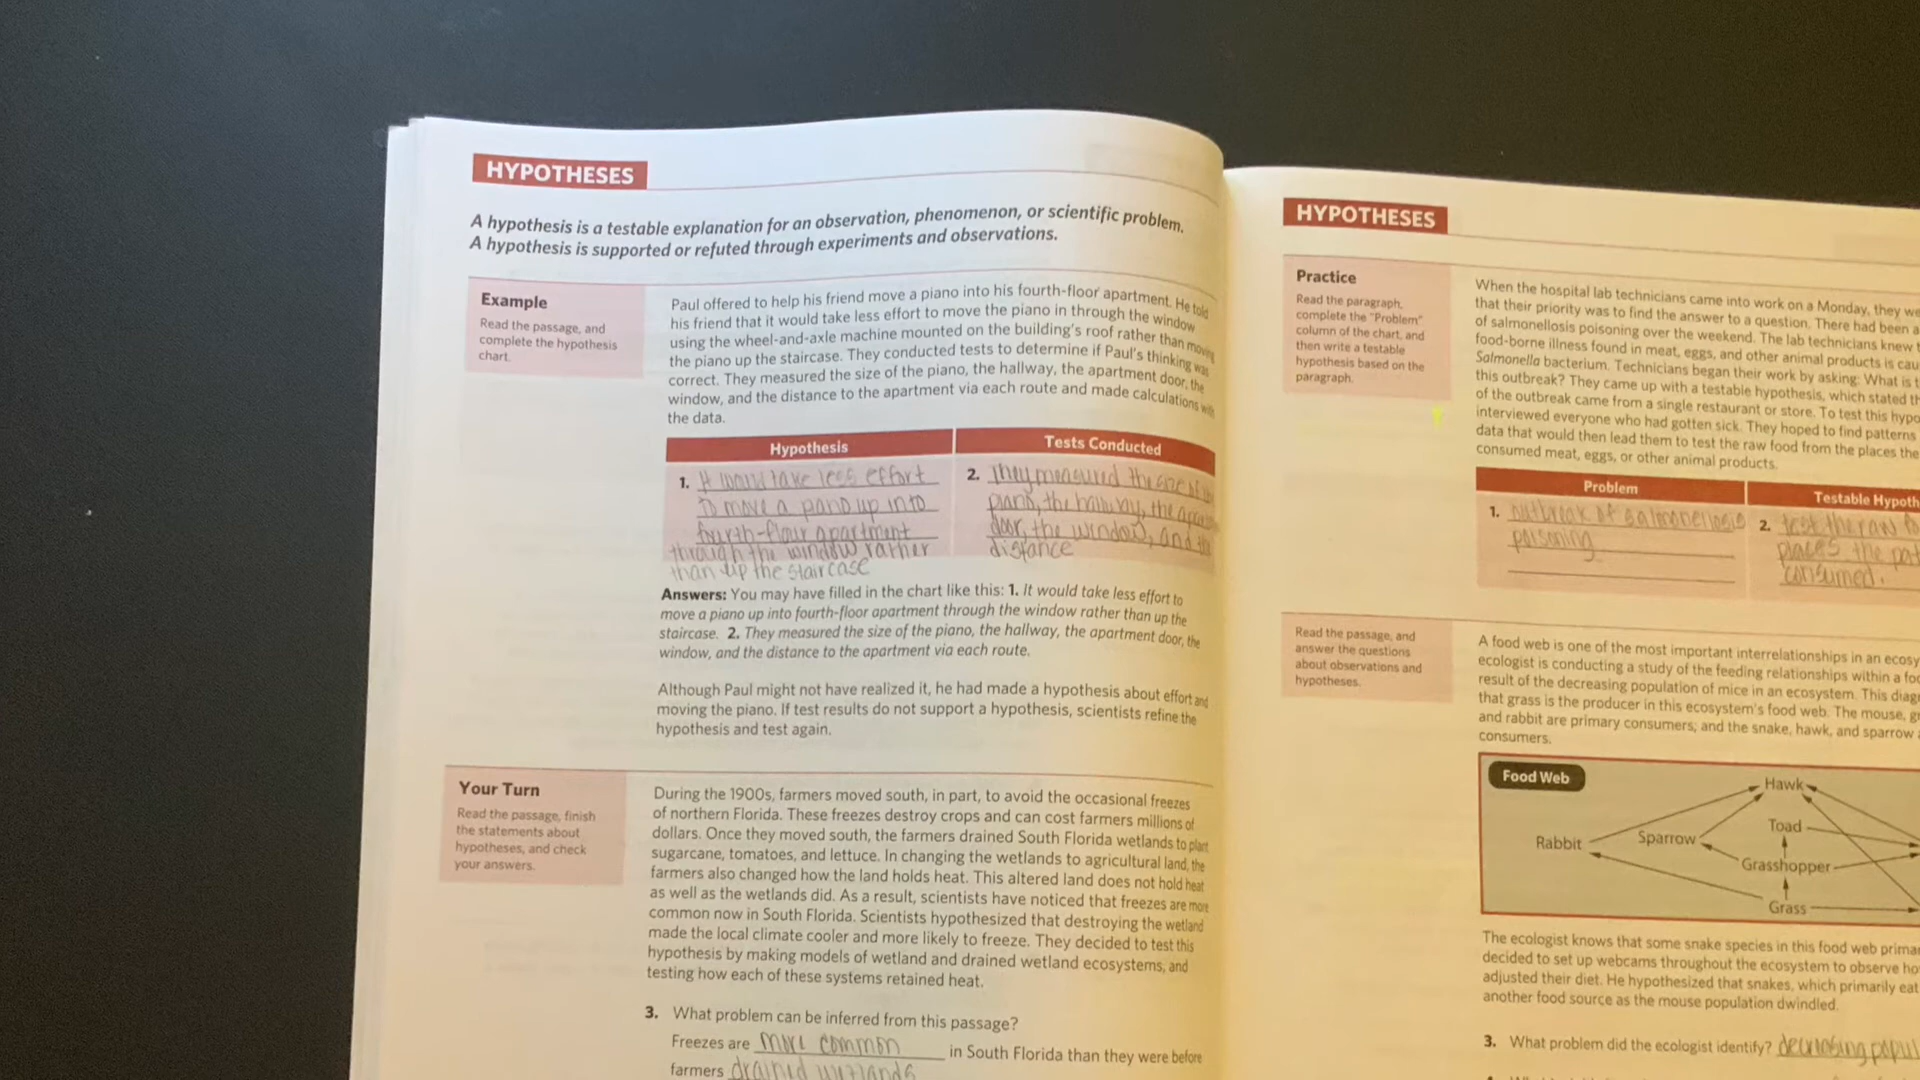 HYPOTHESES
A hypothesis is a testable explanation for an observation, phenomenon, or scientific problem.
A hypothesis is supported or refuted through experiments and observations.
Example
Read the passage, and
complete the hypothesis
chart.
Paul offered to help his friend move a piano into his fourth-floor apartment. He told
his friend that it would take less effort to move the piano in through the window
using the wheel-and-axle machine mounted on the building's roof rather than moving
the piano up the staircase. They conducted tests to determine if Paul's thinking was
correct. They measured the size of the piano, the hallway, the apartment door, the
window, and the distance to the apartment via each route and made calculations with
the data.
Hypothesis
Tests Conducted
1. It would take less effort
to move a pano up into
fourth-floor apartment
through the window rather
than up the staircase
2. They measured the size of the
piano, the hallway, the
door, the window, and the
distance
Answers: You may have filled in the chart like this: 1. It would take less effort to
move a piano up into fourth-floor apartment through the window rather than up the
staircase. 2. They measured the size of the piano, the hallway, the apartment door, the
window, and the distance to the apartment via each route.
Although Paul might not have realized it, he had made a hypothesis about effort and
moving the piano. If test results do not support a hypothesis, scientists refine the
hypothesis and test again.
Your Turn
Read the passage, finish
the statements about
hypotheses, and check
your answers.
During the 1900s, farmers moved south, in part, to avoid the occasional freezes
of northern Florida. These freezes destroy crops and can cost farmers millions of
dollars. Once they moved south, the farmers drained South Florida wetlands to plant
sugarcane, tomatoes, and lettuce. In changing the wetlands to agricultural land, the
farmers also changed how the land holds heat. This altered land does not hold heat
as well as the wetlands did. As a result, scientists have noticed that freezes are more
common now in South Florida. Scientists hypothesized that destroying the wetland
made the local climate cooler and more likely to freeze. They decided to test this
hypothesis by making models of wetland and drained wetland ecosystems, and
testing how each of these systems retained heat.
3. What problem can be inferred from this passage?
Freezes are more common in South Florida than they were before
farmers drained wetlands
HYPOTHESES
Practice
Read the paragraph,
complete the "Problem"
column of the chart, and
then write a testable
hypothesis based on the
paragraph.
When the hospital lab technicians came into work on a Monday, they we
that their priority was to find the answer to a question. There had been a
of salmonellosis poisoning over the weekend. The lab technicians knew t
food-borne illness found in meat, eggs, and other animal products is cau
Salmonella bacterium. Technicians began their work by asking: What is t
this outbreak? They came up with a testable hypothesis, which stated th
of the outbreak came from a single restaurant or store. To test this hypo
interviewed everyone who had gotten sick. They hoped to find patterns
data that would then lead them to test the raw food from the places the
consumed meat, eggs, or other animal products.
Problem
Testable Hypoth
1. outbreak of salmonellosis
poisoning
2. test the raw fo
places the pat
consumed.
Read the passage, and
answer the questions
about observations and
hypotheses.
A food web is one of the most important interrelationships in an ecosy
ecologist is conducting a study of the feeding relationships within a foo
result of the decreasing population of mice in an ecosystem. This diag
that grass is the producer in this ecosystem's food web. The mouse, g
and rabbit are primary consumers, and the snake, hawk, and sparrow a
consumers.
Food Web
Hawk
Toad
Rabbit
Sparrow
Grasshopper
Grass
The ecologist knows that some snake species in this food web prima
decided to set up webcams throughout the ecosystem to observe ho
adjusted their diet. He hypothesized that snakes, which primarily eat
another food source as the mouse population dwindled.
3. What problem did the ecologist identify? decreasing popul